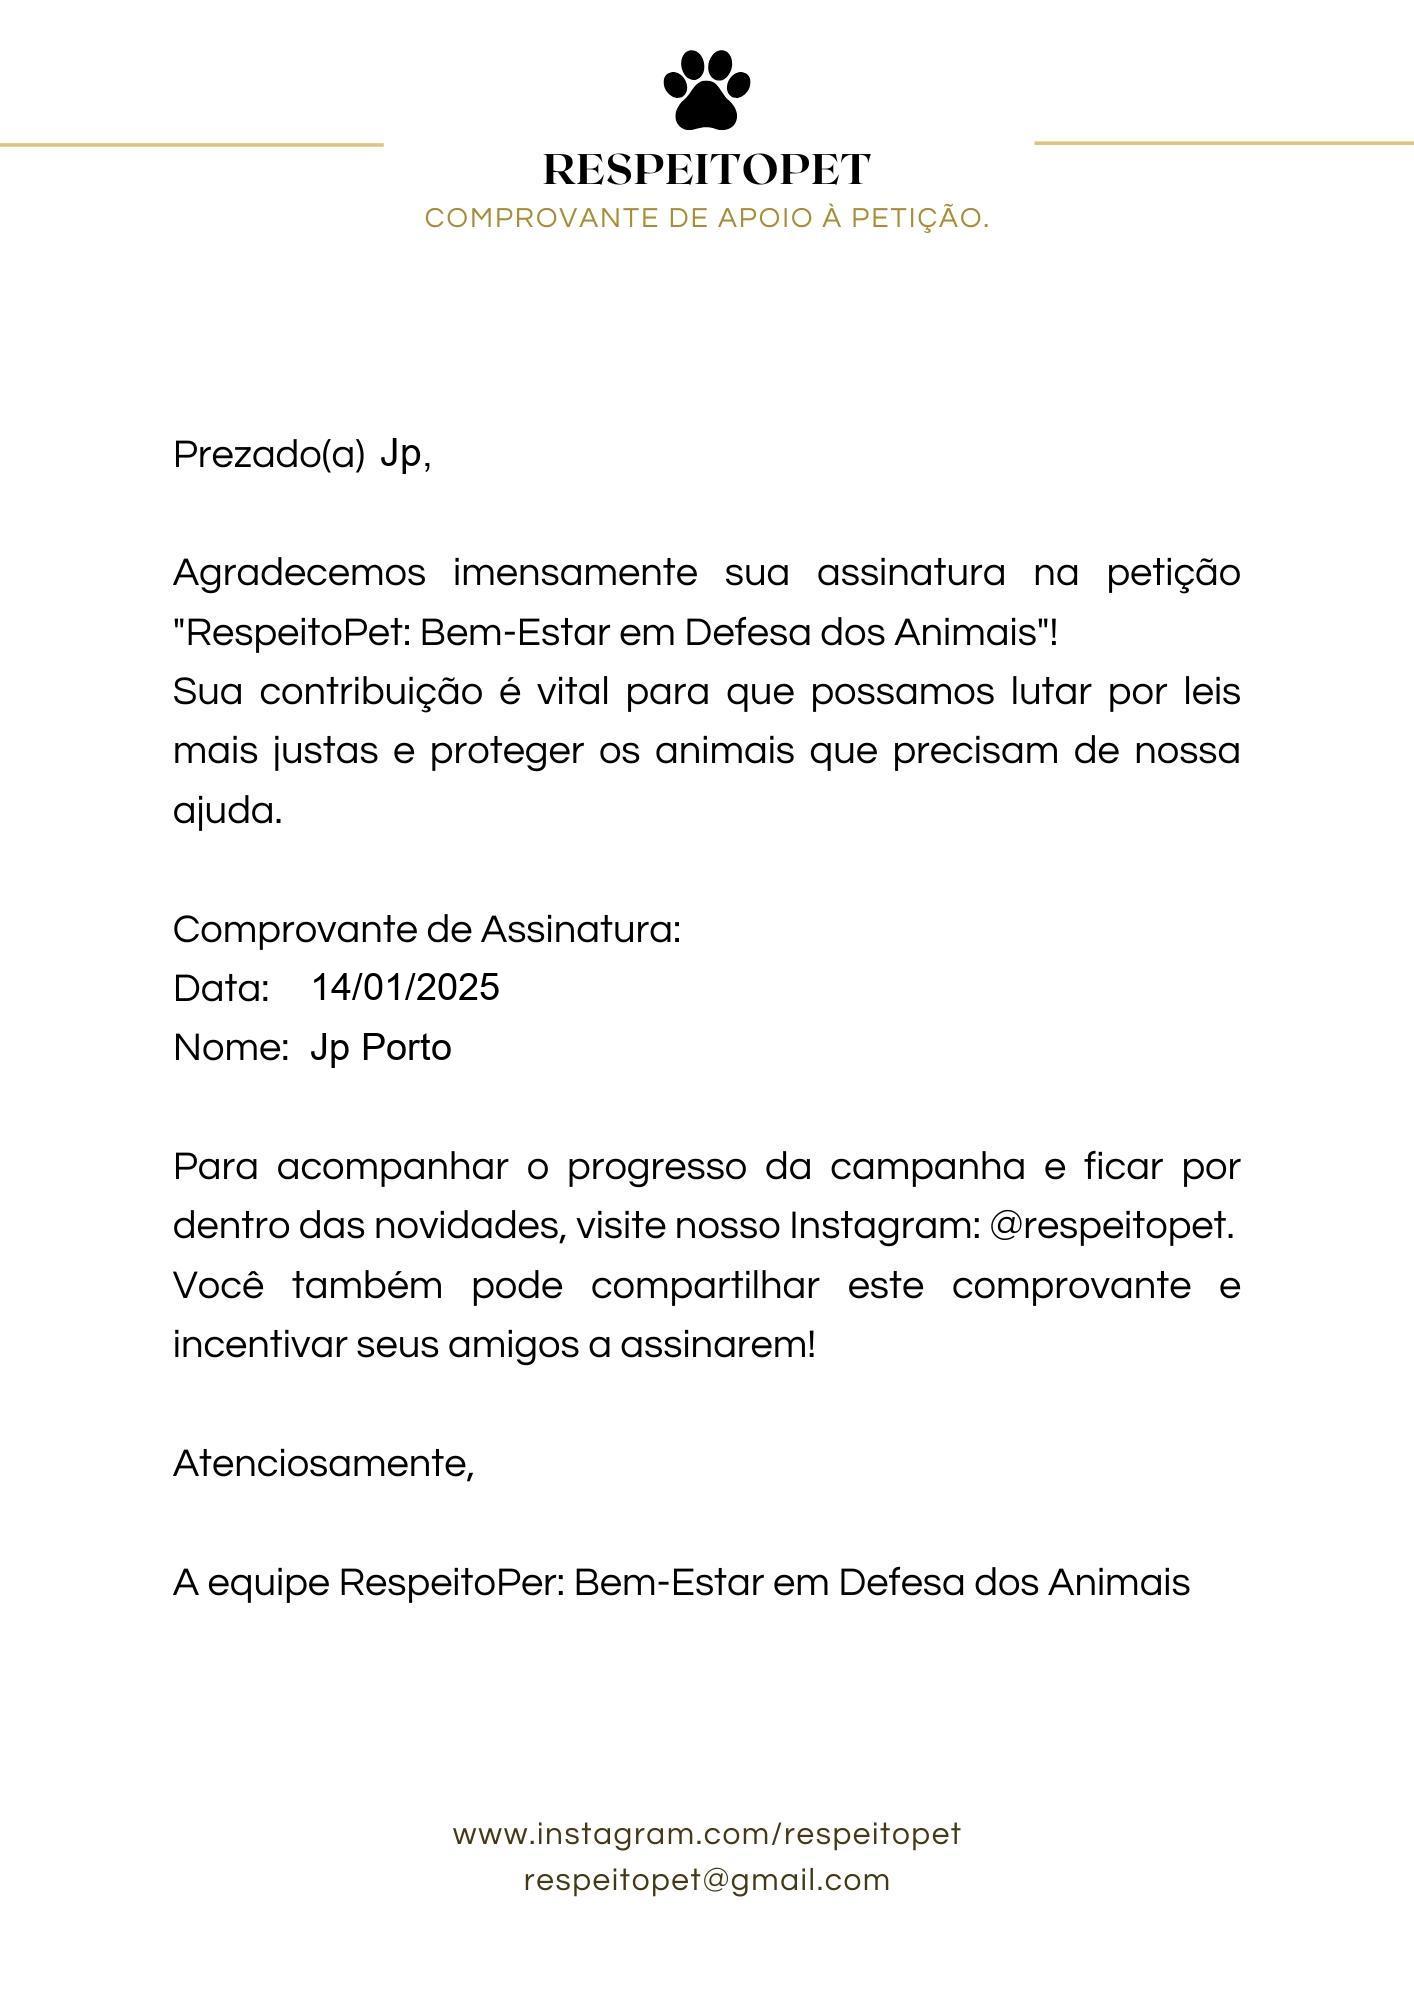 RESPEITOPET
COMPROVANTE DE APOIO À PETIÇÃO.
Prezado(a) Jp,
Agradecemos imensamente sua assinatura na petição
"RespeitoPet: Bem-Estar em Defesa dos Animais"!
Sua contribuição é vital para que possamos lutar por leis
mais justas e proteger os animais que precisam de nossa
ajuda.
Comprovante de Assinatura:
Data: 14/01/2025
Nome: Jp Porto
Para acompanhar o progresso da campanha e ficar por
dentro das novidades, visite nosso Instagram: @respeitopet.
Você também pode compartilhar este comprovante e
incentivar seus amigos a assinarem!
Atenciosamente,
A equipe RespeitoPer: Bem-Estar em Defesa dos Animais
www.instagram.com/respeitopet
respeitopet@gmail.com